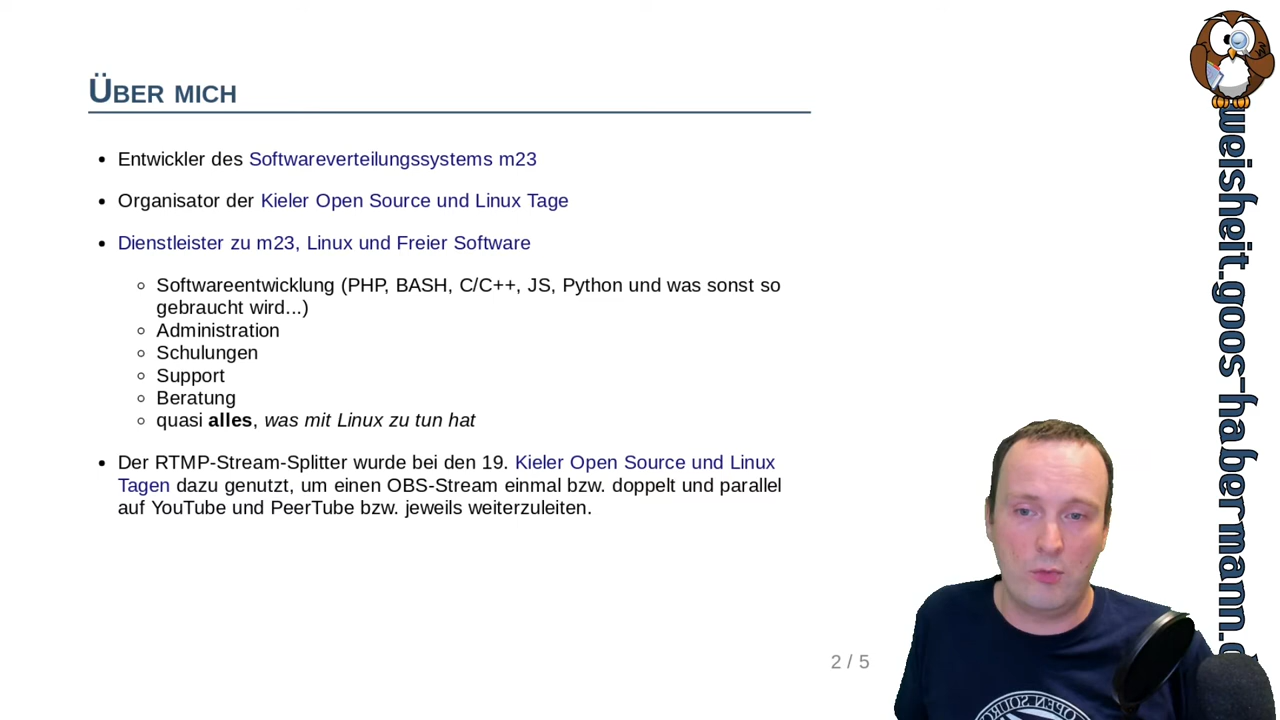 Über mich
Entwickler des Softwareverteilungssystems m23
Organisator der Kieler Open Source und Linux Tage
Dienstleister zu m23, Linux und Freier Software
Softwareentwicklung (PHP, BASH, C/C++, JS, Python und was sonst so
gebraucht wird...)
Administration
Schulungen
Support
Beratung
quasi alles, was mit Linux zu tun hat
Der RTMP-Stream-Splitter wurde bei den 19. Kieler Open Source und Linux
Tagen dazu genutzt, um einen OBS-Stream einmal bzw. doppelt und parallel
auf YouTube und PeerTube bzw. jeweils weiterzuleiten.
2 / 5
weisheit.goos-habermann.
OPEN SOURC